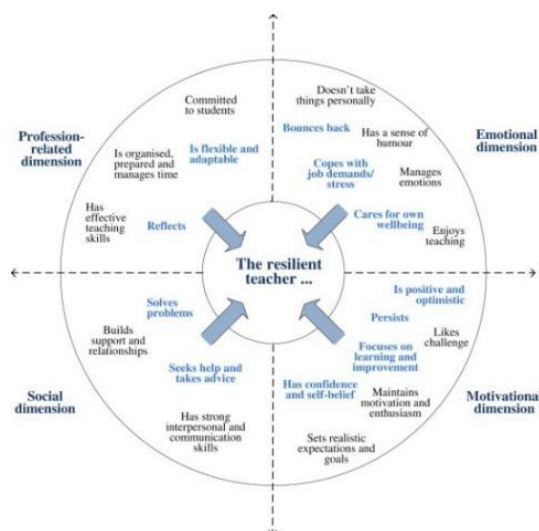 Profession-
related
dimension
Committed
to students
Is organised,
prepared and
manages time
Is flexible and
adaptable
Has
effective
teaching
skills
Reflects
Emotional
dimension
Doesn't take
things personally
Bounces back
Has a sense of
humour
Copes with
job demands/
stress
Manages
emotions
Cares for own
wellbeing
Enjoys
teaching
The resilient
teacher ...
Social
dimension
Solves
problems
Builds
support and
relationships
Seeks help and
takes advice
Has strong
interpersonal and
communication
skills
Motivational
dimension
Is positive and
optimistic
Persists
Likes
challenge
Focuses on
learning and
improvement
Has confidence
and self-belief
Maintains
motivation and
enthusiasm
Sets realistic
expectations and
goals